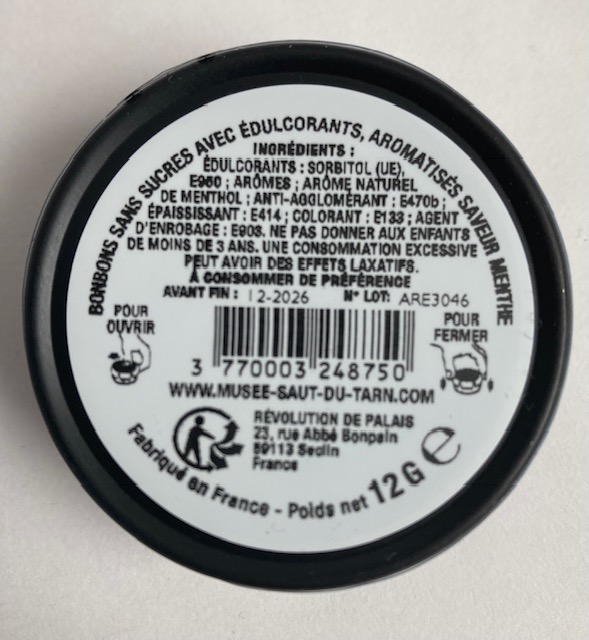 BONBONS SANS SUCRES AVEC ÉDULCORANTS, AROMATISÉS SAVEUR MENTHE
INGRÉDIENTS :
ÉDULCORANTS : SORBITOL (UE),
E950 ; ARÔMES ; ARÔME NATUREL
DE MENTHOL ; ANTI-AGGLOMÉRANT : E470b ;
ÉPAISSISSANT : E414 ; COLORANT : E133 ; AGENT
D'ENROBAGE : E903. NE PAS DONNER AUX ENFANTS
DE MOINS DE 3 ANS. UNE CONSOMMATION EXCESSIVE
PEUT AVOIR DES EFFETS LAXATIFS.
À CONSOMMER DE PRÉFÉRENCE
AVANT FIN : 12-2026 N° LOT: ARE3046
POUR
OUVRIR
POUR
FERMER
3 770003 248750
WWW.MUSEE-SAUT-DU-TARN.COM
RÉVOLUTION DE PALAIS
23, rue Abbé Bonpain
59113 Seclin
France
Fabriqué en France - Poids net 12G e